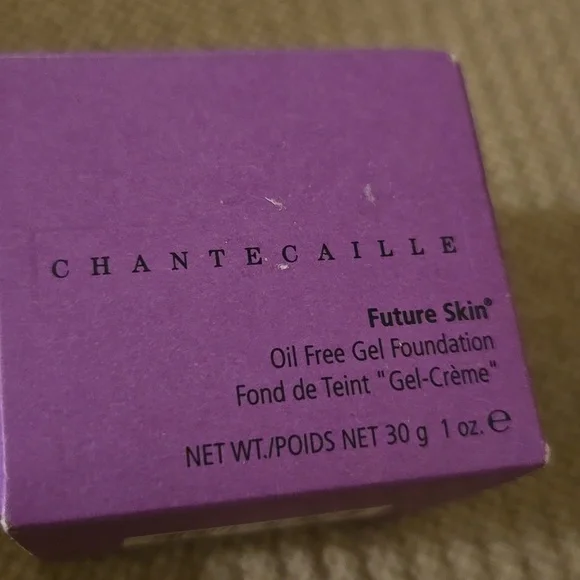 CHANTECAILLE
Future Skin®
Oil Free Gel Foundation
Fond de Teint "Gel-Crème"
NET WT./POIDS NET 30 g 1 oz. ℮